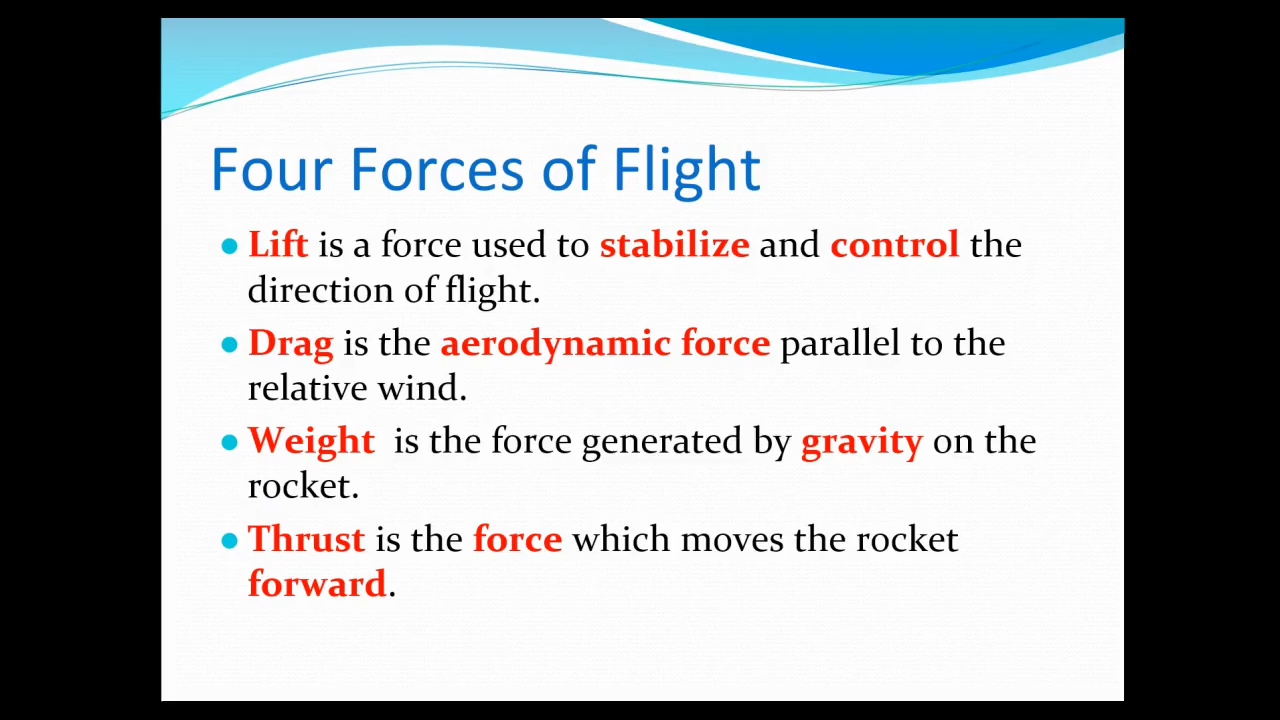 Four Forces of Flight
Lift is a force used to stabilize and control the
direction of flight.
Drag is the aerodynamic force parallel to the
relative wind.
Weight is the force generated by gravity on the
rocket.
Thrust is the force which moves the rocket
forward.